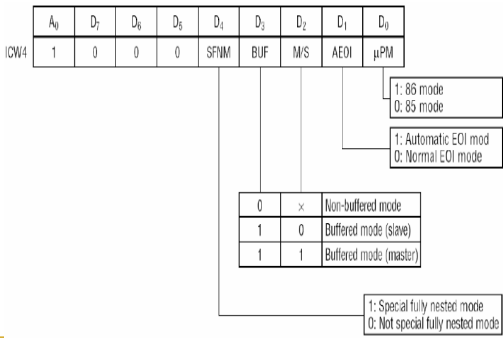 A₀ D₇ D₆ D₅ D₄ D₃ D₂ D₁ D₀
ICW4 1 0 0 0 SFNM BUF M/S AEOI μPM
1: 86 mode
0: 85 mode
1: Automatic EOI mod
0: Normal EOI mode
0 × Non-buffered mode
1 0 Buffered mode (slave)
1 1 Buffered mode (master)
1: Special fully nested mode
0: Not special fully nested mode